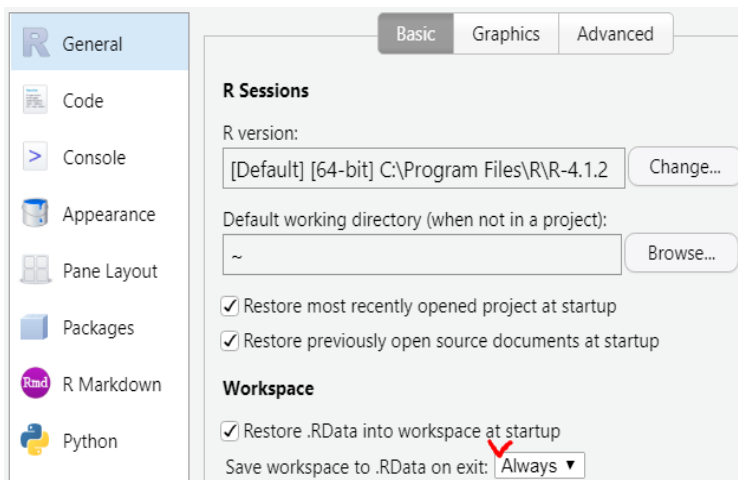 Basic Graphics Advanced
R General
Code
Console
Appearance
Pane Layout
Packages
Rmd R Markdown
Python
R Sessions
R version:
[Default] [64-bit] C:\Program Files\R\R-4.1.2 Change...
Default working directory (when not in a project):
~ Browse...
Restore most recently opened project at startup
Restore previously open source documents at startup
Workspace
Restore .RData into workspace at startup
Save workspace to .RData on exit: Always